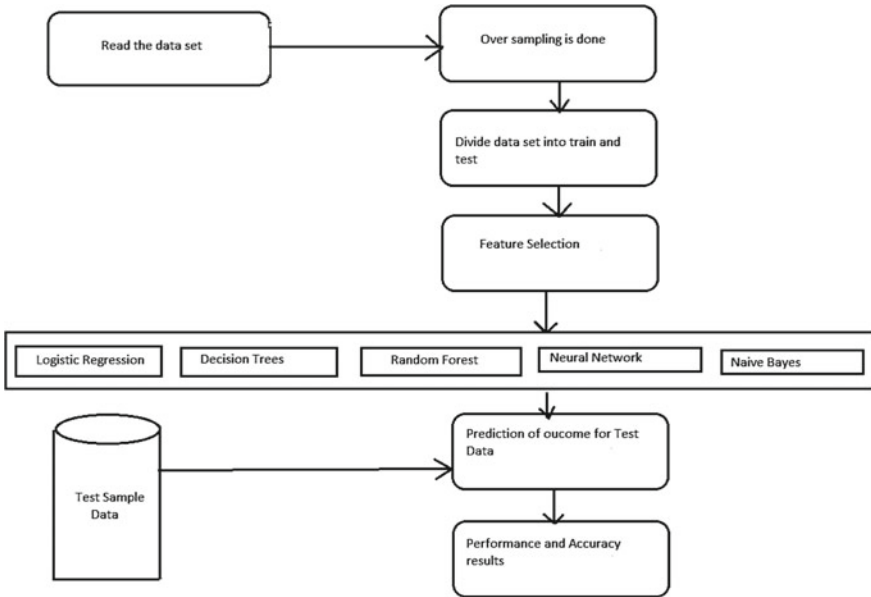 Read the data set
Over sampling is done
Divide data set into train and
test
Feature Selection
Logistic Regression
Decision Trees
Random Forest
Neural Network
Naive Bayes
Prediction of oucome for Test
Data
Test Sample
Data
Performance and Accuracy
results